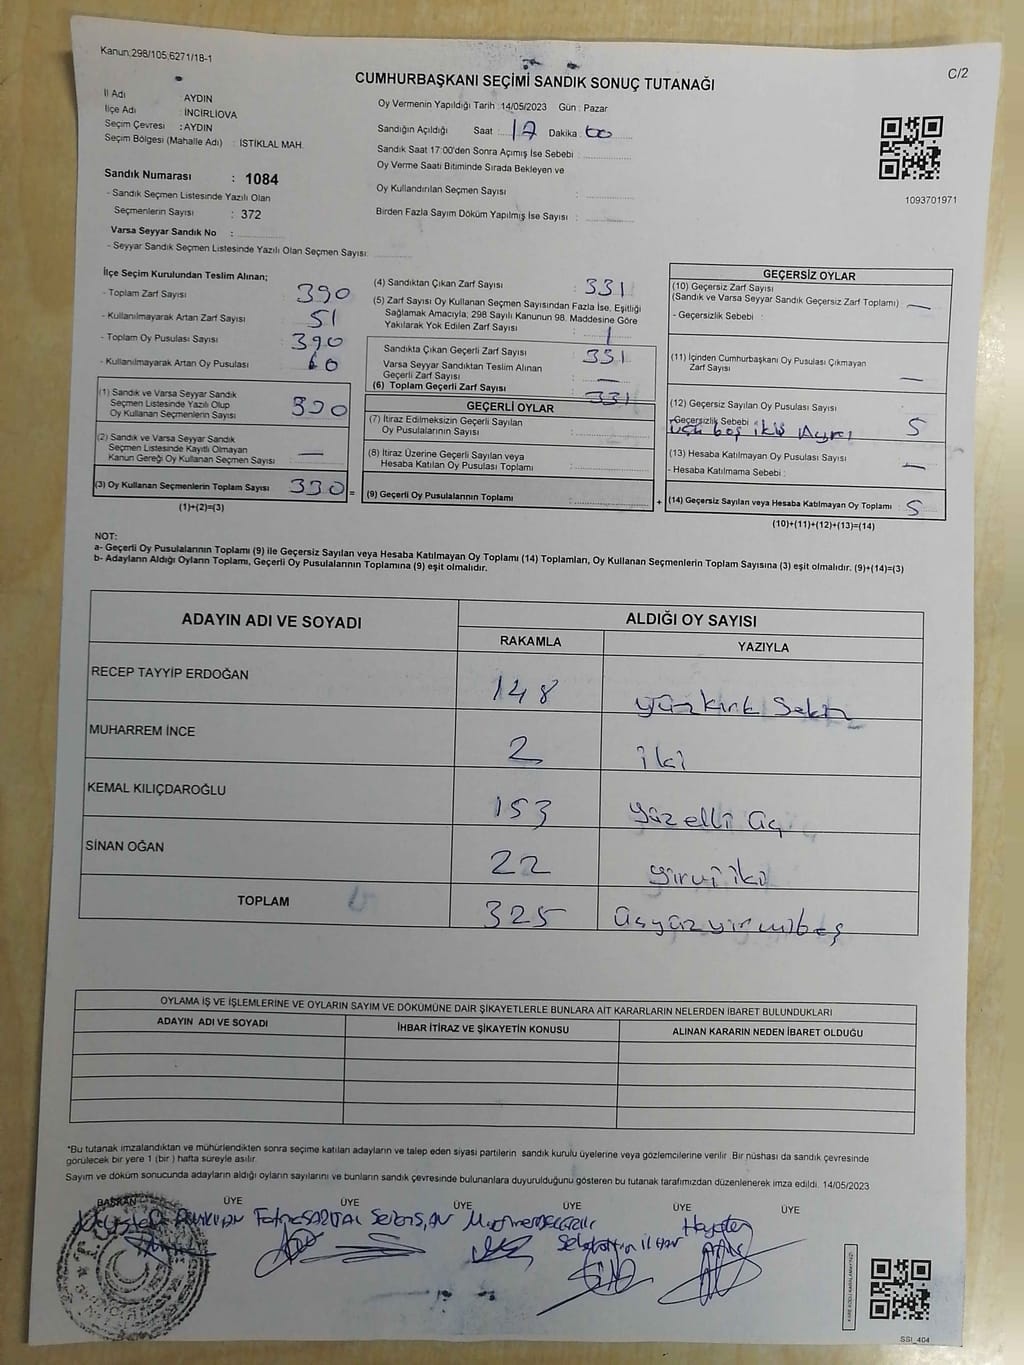 Kanun:298/105,6271/18-1
C/2
CUMHURBAŞKANI SEÇİMİ SANDIK SONUÇ TUTANAĞI
İl Adı : AYDIN
İlçe Adı : İNCİRLİOVA
Seçim Çevresi : AYDIN
Seçim Bölgesi (Mahalle Adı) : İSTİKLAL MAH.
Sandık Numarası : 1084
- Sandık Seçmen Listesinde Yazılı Olan
Seçmenlerin Sayısı : 372
Varsa Seyyar Sandık No :
- Seyyar Sandık Seçmen Listesinde Yazılı Olan Seçmen Sayısı:
Oy Vermenin Yapıldığı Tarih :14/05/2023 Gün : Pazar
Sandığın Açıldığı Saat : 17 Dakika : 00
Sandık Saat 17:00'den Sonra Açımış İse Sebebi :
Oy Verme Saati Bitiminde Sırada Bekleyen ve
Oy Kullandırılan Seçmen Sayısı :
Birden Fazla Sayım Döküm Yapılmış İse Sayısı :
1093701971
İlçe Seçim Kurulundan Teslim Alınan;
- Toplam Zarf Sayısı : 390
- Kullanılmayarak Artan Zarf Sayısı : 51
- Toplam Oy Pusulası Sayısı : 390
- Kullanılmayarak Artan Oy Pusulası : 60
(1) Sandık ve Varsa Seyyar Sandık
Seçmen Listesinde Yazılı Olup
Oy Kullanan Seçmenlerin Sayısı : 330
(2) Sandık ve Varsa Seyyar Sandık
Seçmen Listesinde Kayıtlı Olmayan
Kanun Gereği Oy Kullanan Seçmen Sayısı : —
(3) Oy Kullanan Seçmenlerin Toplam Sayısı : 330 =
(1)+(2)=(3)
(4) Sandıktan Çıkan Zarf Sayısı : 331
(5) Zarf Sayısı Oy Kullanan Seçmen Sayısından Fazla İse, Eşitliği
Sağlamak Amacıyla, 298 Sayılı Kanunun 98. Maddesine Göre
Yakılarak Yok Edilen Zarf Sayısı : 1
Sandıkta Çıkan Geçerli Zarf Sayısı : 331
Varsa Seyyar Sandıktan Teslim Alınan
Geçerli Zarf Sayısı : —
(6) Toplam Geçerli Zarf Sayısı : 331
GEÇERLİ OYLAR
(7) İtiraz Edilmeksizin Geçerli Sayılan
Oy Pusulalarının Sayısı :
(8) İtiraz Üzerine Geçerli Sayılan veya
Hesaba Katılan Oy Pusulası Toplamı :
(9) Geçerli Oy Pusulalarının Toplamı : +
GEÇERSİZ OYLAR
(10) Geçersiz Zarf Sayısı
(Sandık ve Varsa Seyyar Sandık Geçersiz Zarf Toplamı) : —
- Geçersizlik Sebebi :
(11) İçinden Cumhurbaşkanı Oy Pusulası Çıkmayan
Zarf Sayısı : —
(12) Geçersiz Sayılan Oy Pusulası Sayısı : 5
- Geçersizlik Sebebi : üçü boş ikisi Ayrı
(13) Hesaba Katılmayan Oy Pusulası Sayısı : —
- Hesaba Katılmama Sebebi :
(14) Geçersiz Sayılan veya Hesaba Katılmayan Oy Toplamı : 5
(10)+(11)+(12)+(13)=(14)
NOT:
a- Geçerli Oy Pusulalarının Toplamı (9) ile Geçersiz Sayılan veya Hesaba Katılmayan Oy Toplamı (14) Toplamları, Oy Kullanan Seçmenlerin Toplam Sayısına (3) eşit olmalıdır. (9)+(14)=(3)
b- Adayların Aldığı Oyların Toplamı, Geçerli Oy Pusulalarının Toplamına (9) eşit olmalıdır.
ADAYIN ADI VE SOYADI ALDIĞI OY SAYISI
RAKAMLA YAZIYLA
RECEP TAYYİP ERDOĞAN 148 yüzkırk sekiz
MUHARREM İNCE 2 iki
KEMAL KILIÇDAROĞLU 153 yüz elli üç
SİNAN OĞAN 22 yirmi iki
TOPLAM 325 üçyüz yirmibeş
OYLAMA İŞ VE İŞLEMLERİNE VE OYLARIN SAYIM VE DÖKÜMÜNE DAİR ŞİKAYETLERLE BUNLARA AİT KARARLARIN NELERDEN İBARET BULUNDUKLARI
ADAYIN ADI VE SOYADI İHBAR İTİRAZ VE ŞİKAYETİN KONUSU ALINAN KARARIN NEDEN İBARET OLDUĞU
*Bu tutanak imzalandıktan ve mühürlendikten sonra seçime katılan adayların ve talep eden siyasi partilerin sandık kurulu üyelerine veya gözlemcilerine verilir. Bir nüshası da sandık çevresinde
görülecek bir yere 1 (bir ) hafta süreyle asılır.
Sayım ve döküm sonucunda adayların aldığı oyların sayılarını ve bunların sandık çevresinde bulunanlara duyurulduğunu gösteren bu tutanak tarafımızdan düzenlenerek imza edildi. 14/05/2023
BAŞKAN ÜYE ÜYE ÜYE ÜYE ÜYE ÜYE
KARE KODU KARALAMAYINIZ!
SSI_404